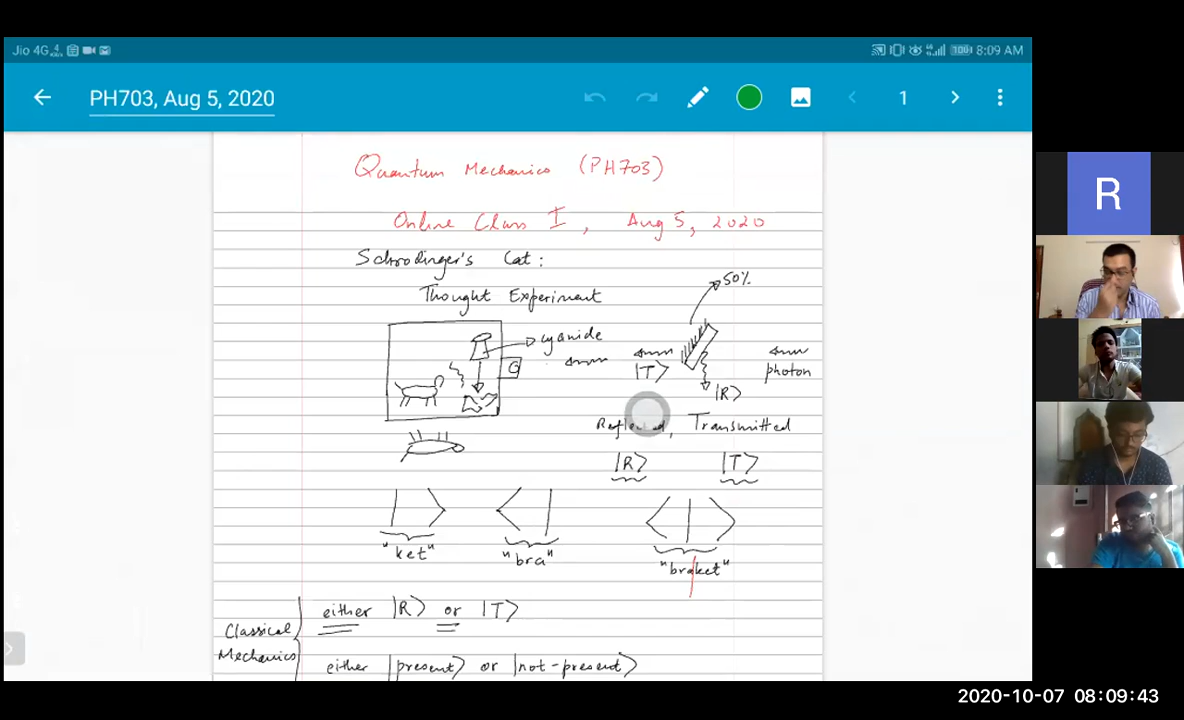 Jio 4G
8:09 AM
PH703, Aug 5, 2020
1
Quantum Mechanics (PH703)
Online Class I, Aug 5, 2020
Schrodinger's Cat:
Thought Experiment
50%
cyanide
G
|T⟩
photon
|R⟩
Reflected, Transmitted
|R⟩ |T⟩
| ⟩ ⟨ | ⟨ | ⟩
"ket" "bra" "braket"
either |R⟩ or |T⟩
Classical
Mechanics
either |present⟩ or |not-present⟩
R
2020-10-07 08:09:43